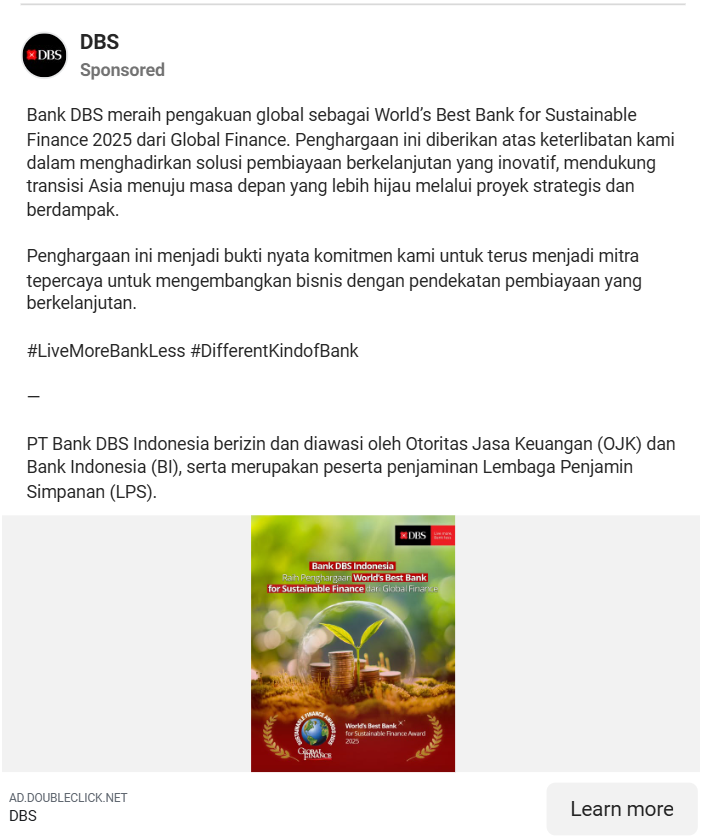 DBS
DBS
Sponsored
Bank DBS meraih pengakuan global sebagai World’s Best Bank for Sustainable
Finance 2025 dari Global Finance. Penghargaan ini diberikan atas keterlibatan kami
dalam menghadirkan solusi pembiayaan berkelanjutan yang inovatif, mendukung
transisi Asia menuju masa depan yang lebih hijau melalui proyek strategis dan
berdampak.
Penghargaan ini menjadi bukti nyata komitmen kami untuk terus menjadi mitra
tepercaya untuk mengembangkan bisnis dengan pendekatan pembiayaan yang
berkelanjutan.
#LiveMoreBankLess #DifferentKindofBank
—
PT Bank DBS Indonesia berizin dan diawasi oleh Otoritas Jasa Keuangan (OJK) dan
Bank Indonesia (BI), serta merupakan peserta penjaminan Lembaga Penjamin
Simpanan (LPS).
DBS
Bank DBS Indonesia
Raih Penghargaan World's Best Bank
for Sustainable Finance dari Global Finance
SUSTAINABLE FINANCE AWARDS 2025
GLOBAL
FINANCE
World's Best Bank
for Sustainable Finance Award
2025
AD.DOUBLECLICK.NET
DBS
Learn more